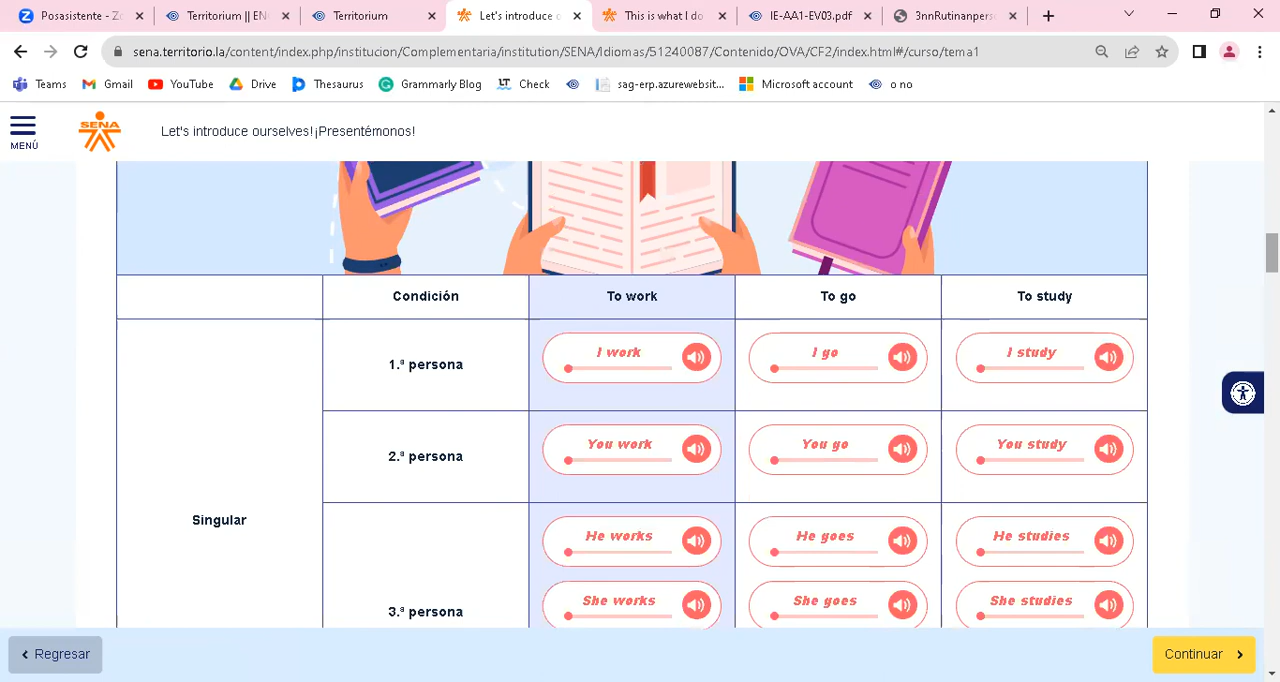 Posasistente - Z
Territorium || EN
Territorium
Let's introduce o
This is what I do
IE-AA1-EV03.pdf
3nnRutinanpers
sena.territorio.la/content/index.php/institucion/Complementaria/institution/SENA/Idiomas/51240087/Contenido/OVA/CF2/index.html#/curso/tema1
Teams
Gmail
YouTube
Drive
Thesaurus
Grammarly Blog
LT Check
sag-erp.azurewebsit...
Microsoft account
o no
MENÚ
SENA
Let's introduce ourselves! ¡Presentémonos!
Condición
To work
To go
To study
Singular
1.ª persona
I work
I go
I study
2.ª persona
You work
You go
You study
3.ª persona
He works
He goes
He studies
She works
She goes
She studies
Regresar
Continuar